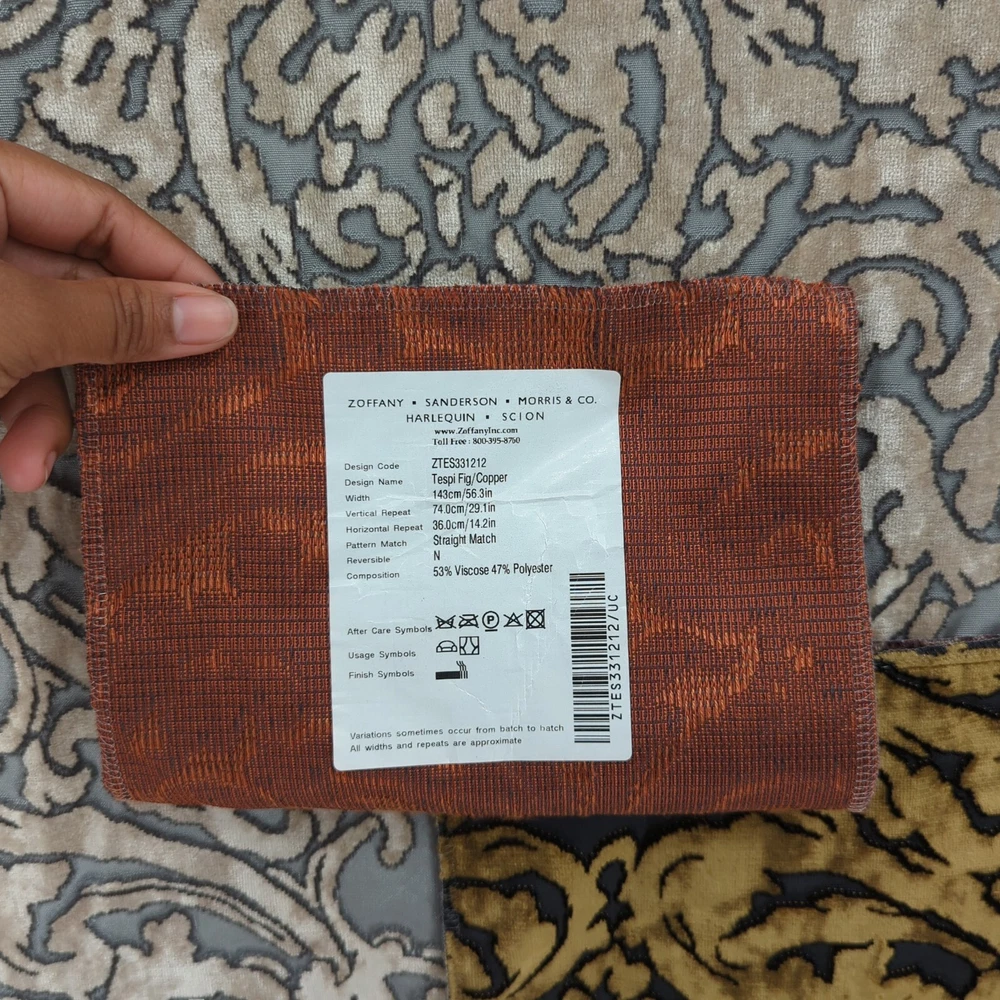 ZOFFANY • SANDERSON • MORRIS & CO.
HARLEQUIN • SCION
www.ZoffanyInc.com
Toll Free : 800-395-8760
Design Code ZTES331212
Design Name Tespi Fig/Copper
Width 143cm/56.3in
Vertical Repeat 74.0cm/29.1in
Horizontal Repeat 36.0cm/14.2in
Pattern Match Straight Match
Reversible N
Composition 53% Viscose 47% Polyester
After Care Symbols P
Usage Symbols
Finish Symbols
ZTES331212/UC
Variations sometimes occur from batch to batch
All widths and repeats are approximate